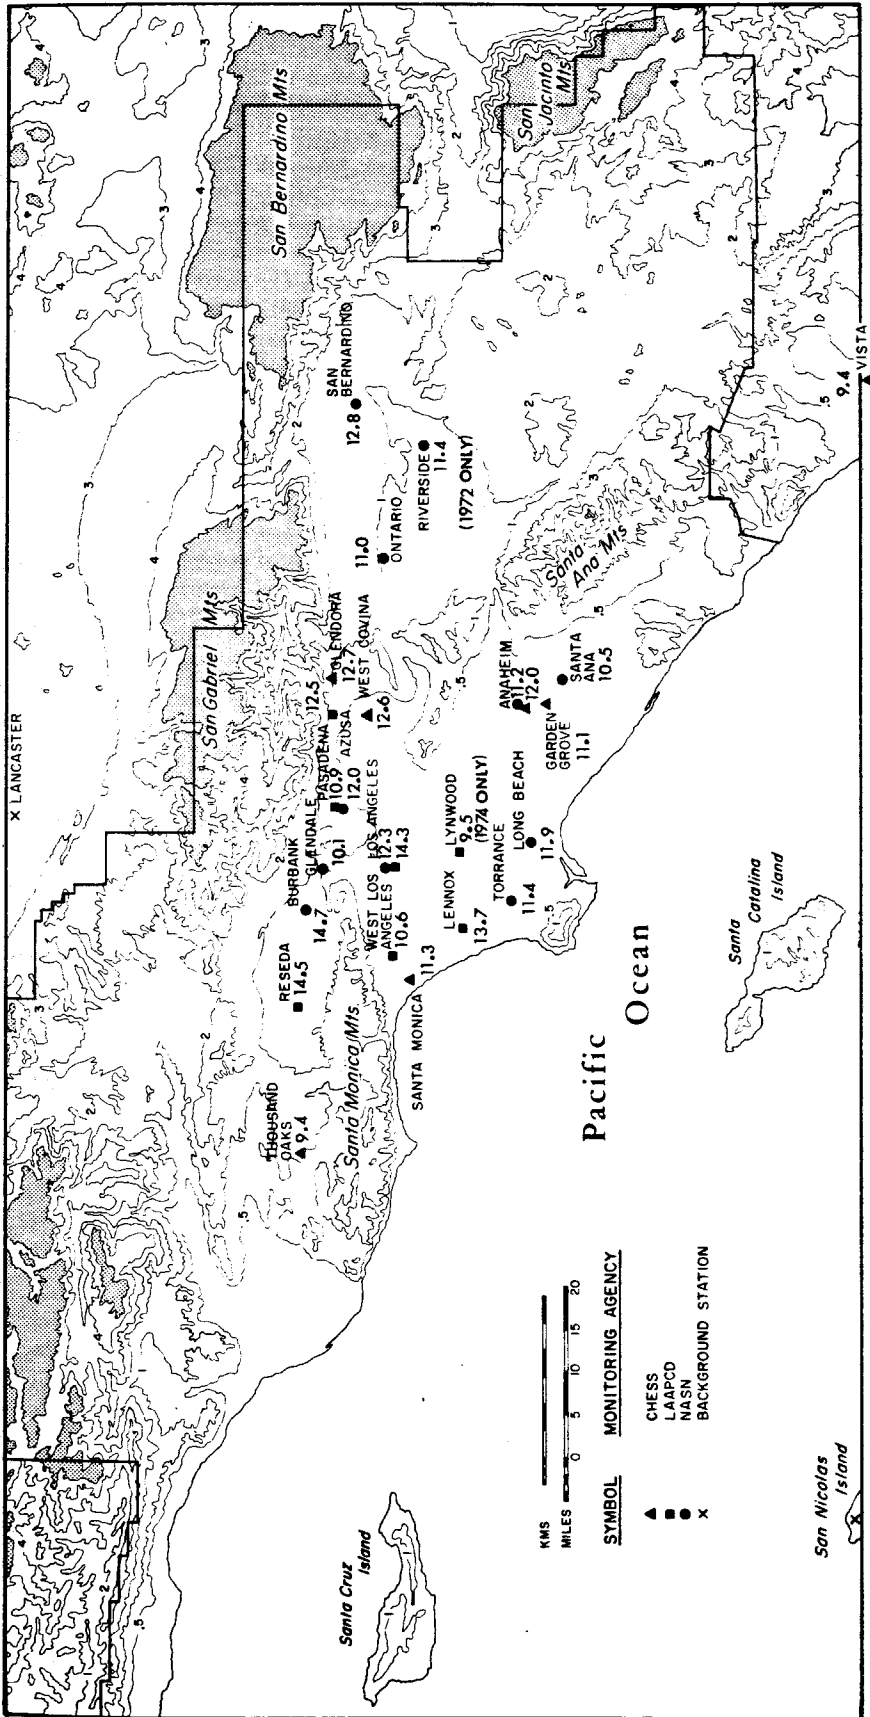 X LANCASTER
San Gabriel Mts
San Bernardino Mts
San
Jacinto
Mts
RESEDA
14.5
BURBANK
14.7
GLENDALE
10.1
PASADENA
10.9
12.0
12.5
AZUSA
GLENDORA
12.7
WEST COVINA
12.6
SAN
BERNARDINO
12.8
11.0
ONTARIO
RIVERSIDE
11.4
(1972 ONLY)
THOUSAND
OAKS
9.4
Santa Monica Mts.
WEST LOS
ANGELES
10.6
LOS ANGELES
12.3
14.3
SANTA MONICA
11.3
LENNOX
13.7
LYNWOOD
9.5
(1974 ONLY)
TORRANCE
11.4
LONG BEACH
11.9
ANAHEIM
11.2
12.0
GARDEN
GROVE
11.1
SANTA
ANA
10.5
Santa
Ana Mts
9.4
VISTA
Pacific
Ocean
Santa
Catalina
Island
Santa Cruz
Island
San Nicolas
Island
X
KMS
MILES
0 5 10 15 20
SYMBOL MONITORING AGENCY
▲ CHESS
■ LAAPCD
● NASN
X BACKGROUND STATION